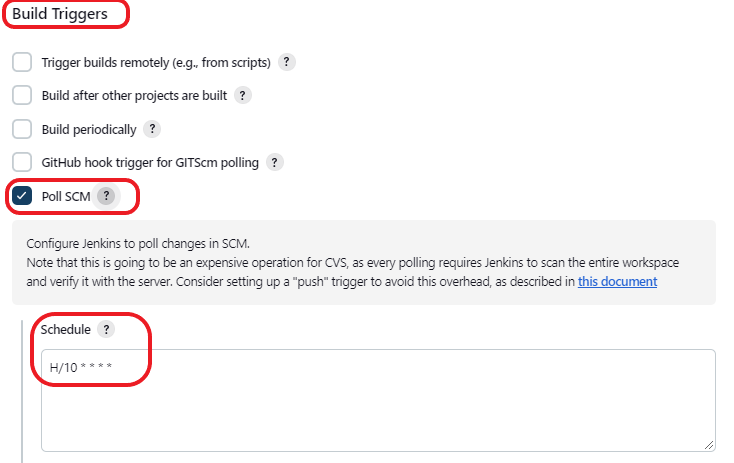 Build Triggers
Trigger builds remotely (e.g., from scripts) ?
Build after other projects are built ?
Build periodically ?
GitHub hook trigger for GITScm polling ?
Poll SCM ?
Configure Jenkins to poll changes in SCM.
Note that this is going to be an expensive operation for CVS, as every polling requires Jenkins to scan the entire workspace
and verify it with the server. Consider setting up a "push" trigger to avoid this overhead, as described in this document
Schedule ?
H/10 * * * *